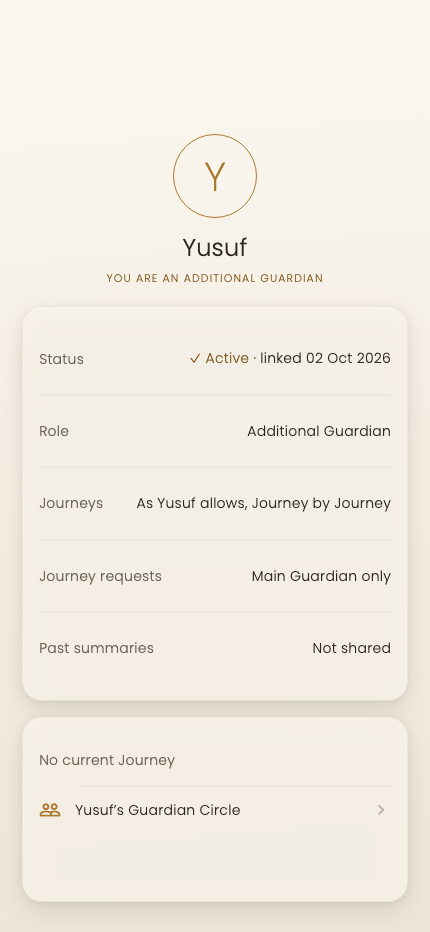 Y
Yusuf
YOU ARE AN ADDITIONAL GUARDIAN
Status ✓ Active · linked 02 Oct 2026
Role Additional Guardian
Journeys As Yusuf allows, Journey by Journey
Journey requests Main Guardian only
Past summaries Not shared
No current Journey
Yusuf’s Guardian Circle